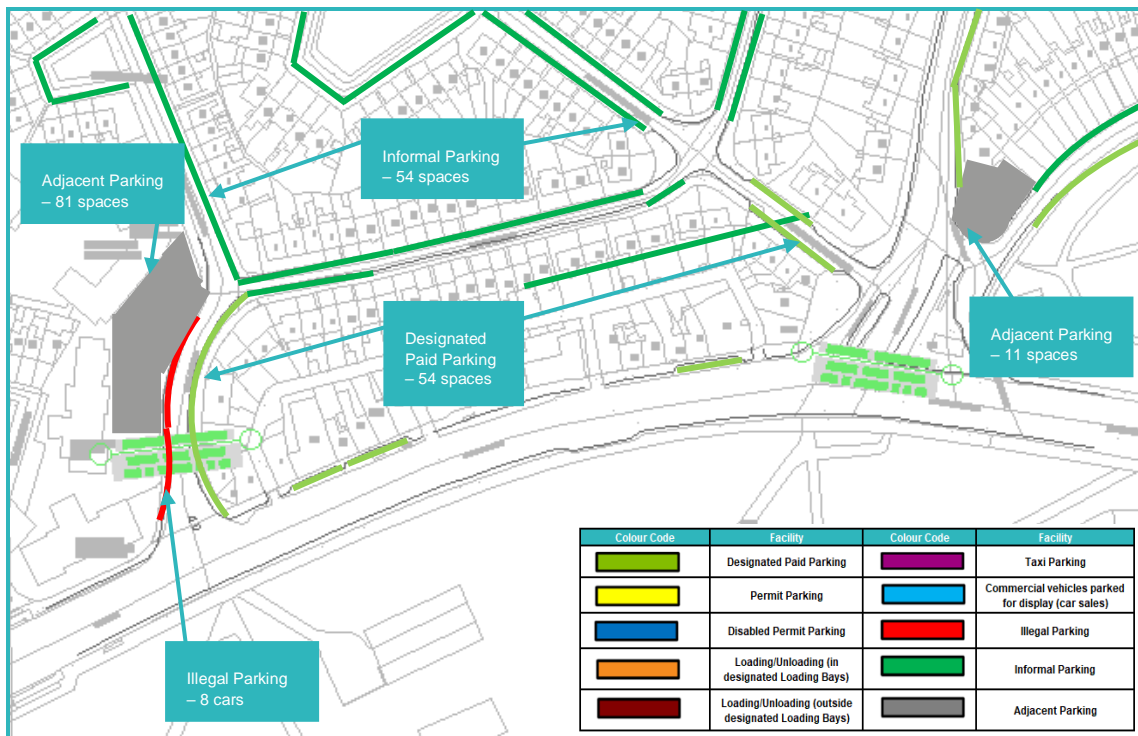 Informal Parking
– 54 spaces
Adjacent Parking
– 81 spaces
Designated
Paid Parking
– 54 spaces
Adjacent Parking
– 11 spaces
Illegal Parking
– 8 cars
Colour Code Facility Colour Code Facility
Designated Paid Parking Taxi Parking
Permit Parking Commercial vehicles parked
for display (car sales)
Disabled Permit Parking Illegal Parking
Loading/Unloading (in
designated Loading Bays) Informal Parking
Loading/Unloading (outside
designated Loading Bays) Adjacent Parking